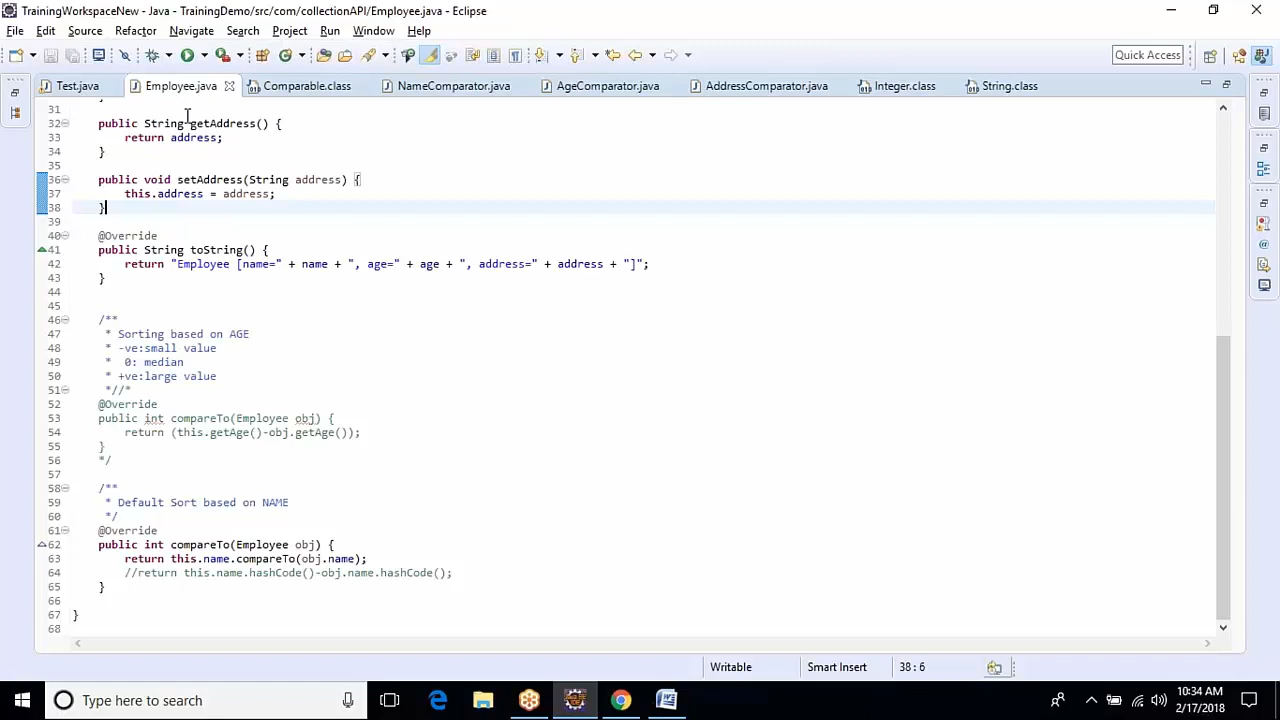 TrainingWorkspaceNew - Java - TrainingDemo/src/com/collectionAPI/Employee.java - Eclipse
File Edit Source Refactor Navigate Search Project Run Window Help
Quick Access
Test.java Employee.java Comparable.class NameComparator.java AgeComparator.java AddressComparator.java Integer.class String.class
31 }
32 public String getAddress() {
33 return address;
34 }
35
36 public void setAddress(String address) {
37 this.address = address;
38 }
39
40 @Override
41 public String toString() {
42 return "Employee [name=" + name + ", age=" + age + ", address=" + address + "]";
43 }
44
45
46 /**
47 * Sorting based on AGE
48 * -ve:small value
49 * 0: median
50 * +ve:large value
51 *//*
52 @Override
53 public int compareTo(Employee obj) {
54 return (this.getAge()-obj.getAge());
55 }
56 */
57
58 /**
59 * Default Sort based on NAME
60 */
61 @Override
62 public int compareTo(Employee obj) {
63 return this.name.compareTo(obj.name);
64 //return this.name.hashCode()-obj.name.hashCode();
65 }
66
67 }
68
Writable Smart Insert 38 : 6
Type here to search
10:34 AM
2/17/2018